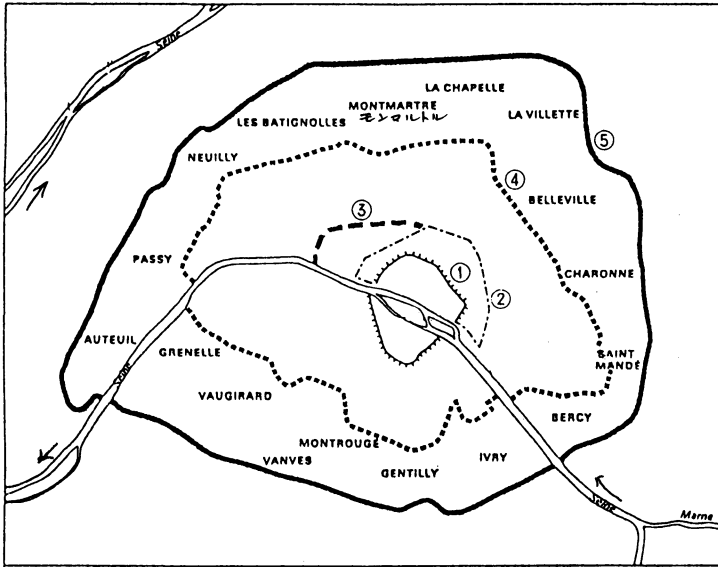 Seine
LA CHAPELLE
MONTMARTRE
モンマルトル
LES BATIGNOLLES
LA VILLETTE
⑤
NEUILLY
④
BELLEVILLE
③
PASSY
①
CHARONNE
②
AUTEUIL
GRENELLE
SAINT
MANDÉ
Seine
VAUGIRARD
BERCY
MONTROUGE
VANVES
IVRY
GENTILLY
Seine
Marne